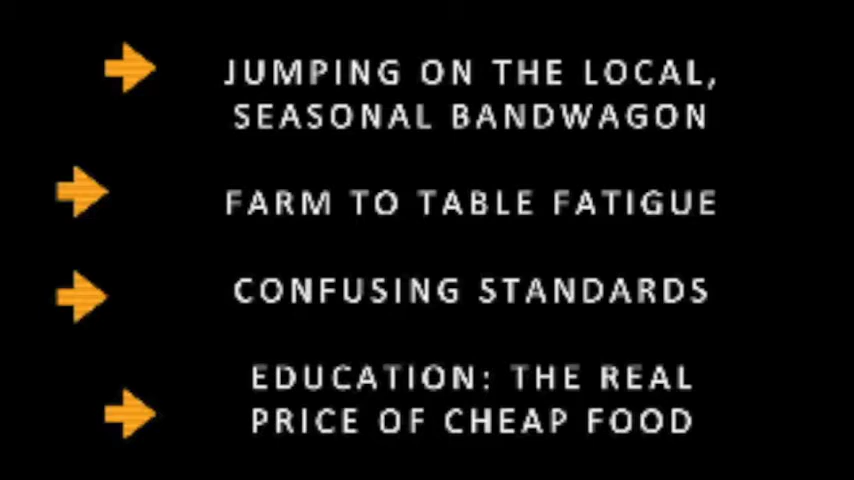 JUMPING ON THE LOCAL,
SEASONAL BANDWAGON
FARM TO TABLE FATIGUE
CONFUSING STANDARDS
EDUCATION: THE REAL
PRICE OF CHEAP FOOD